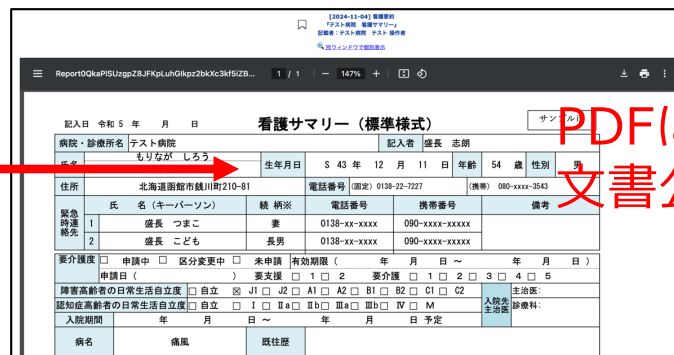 [2024-11-04] 看護要約
「テスト病院 看護サマリー」
記載者：テスト病院 テスト 操作者
別ウィンドウで個別表示
Report0QkaPlSUzgpZ8JFKpLuhGlkpz2bkXc3kf5iZB... 1 / 1 147%
記入日 令和 5 年 月 日 看護サマリー（標準様式） サンプル市
PDFは
文書公
病院・診療所名 テスト病院 記入者 盛長 志朗
氏名 もりなが しろう 生年月日 S 43 年 12 月 11 日 年齢 54 歳 性別 男
住所 北海道函館市銭川町210-81 電話番号 (固定) 0138-22-7227 (携帯) 080-xxxx-3543
緊急時連絡先 氏 名（キーパーソン） 続 柄※ 電話番号 携帯番号 備考
1 盛長 つまこ 妻 0138-xx-xxxx 090-xxxx-xxxxx
2 盛長 こども 長男 0138-xx-xxxx 090-xxxx-xxxx
要介護度 □ 申請中 □ 区分変更中 □ 未申請 有効期限（ 年 月 日 ～ 年 月 日 ）
申請日（ ） 要支援 □ 1 □ 2 要介護 □ 1 □ 2 □ 3 □ 4 □ 5
障害高齢者の日常生活自立度 □ 自立 ☒ J1 □ J2 □ A1 □ A2 □ B1 □ B2 □ C1 □ C2 入院先主治医 主治医:
認知症高齢者の日常生活自立度 □ 自立 □ Ⅰ □ Ⅱa □ Ⅱb □ Ⅲa □ Ⅲb □ Ⅳ □ M 診療科:
入院期間 年 月 日 ～ 年 月 日 予定
病名 痛風 既往歴